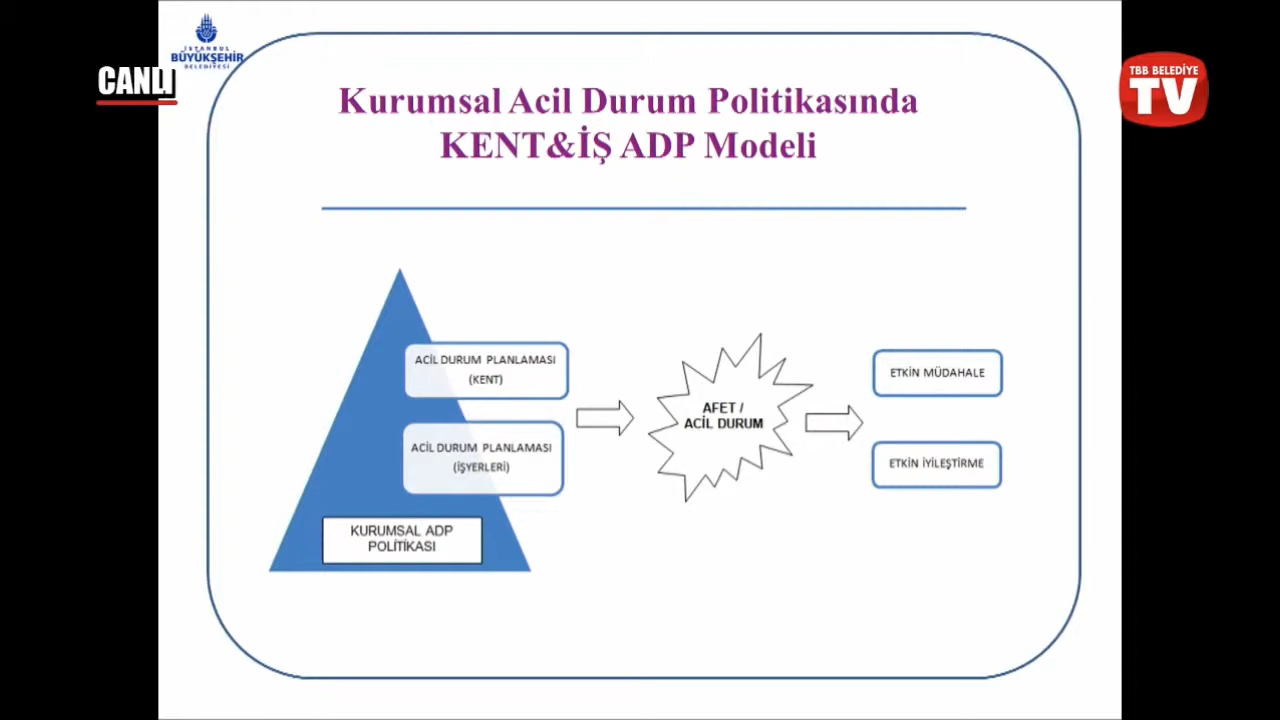 İSTANBUL
BÜYÜKŞEHİR
BELEDİYESİ
CANLI
TBB BELEDİYE
TV
Kurumsal Acil Durum Politikasında
KENT&İŞ ADP Modeli
ACİL DURUM PLANLAMASI
(KENT)
ACİL DURUM PLANLAMASI
(İŞYERLERİ)
KURUMSAL ADP
POLİTİKASI
AFET /
ACİL DURUM
ETKİN MÜDAHALE
ETKİN İYİLEŞTİRME